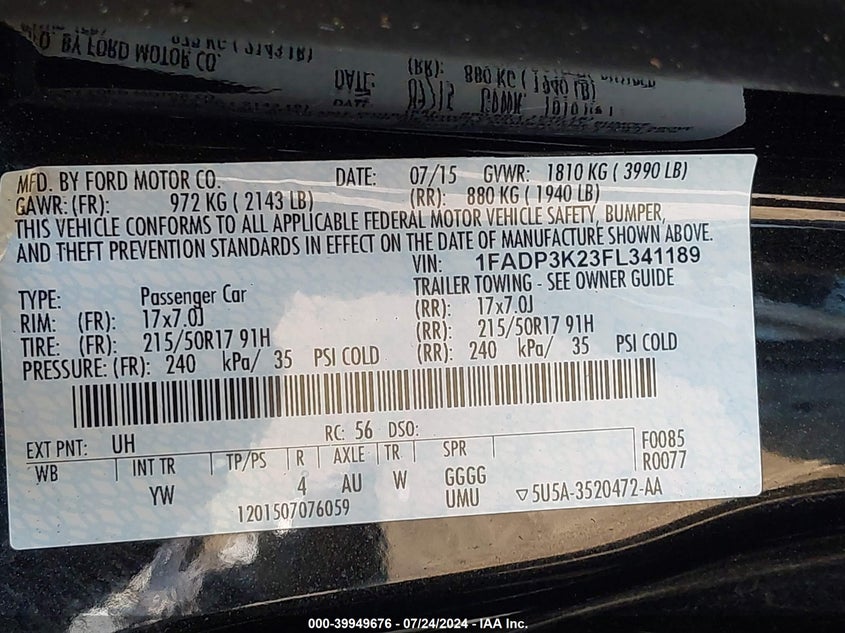 MFD. BY FORD MOTOR CO. DATE: 07/15 GVWR: 1810 KG ( 3990 LB)
GAWR: (FR): 972 KG ( 2143 LB) (RR): 880 KG ( 1940 LB)
THIS VEHICLE CONFORMS TO ALL APPLICABLE FEDERAL MOTOR VEHICLE SAFETY, BUMPER,
AND THEFT PREVENTION STANDARDS IN EFFECT ON THE DATE OF MANUFACTURE SHOWN ABOVE.
VIN: 1FADP3K23FL341189
TYPE: Passenger Car TRAILER TOWING - SEE OWNER GUIDE
RIM: (FR): 17x7.0J (RR): 17x7.0J
TIRE: (FR): 215/50R17 91H (RR): 215/50R17 91H
PRESSURE: (FR): 240 kPa/ 35 PSI COLD (RR): 240 kPa/ 35 PSI COLD
EXT PNT: UH RC: 56 DSO: F0085
WB INT TR TP/PS R AXLE TR SPR R0077
YW 4 AU W GGGG
UMU ▽5U5A-3520472-AA
1201507076059
000-39949676 - 07/24/2024 - IAA Inc.